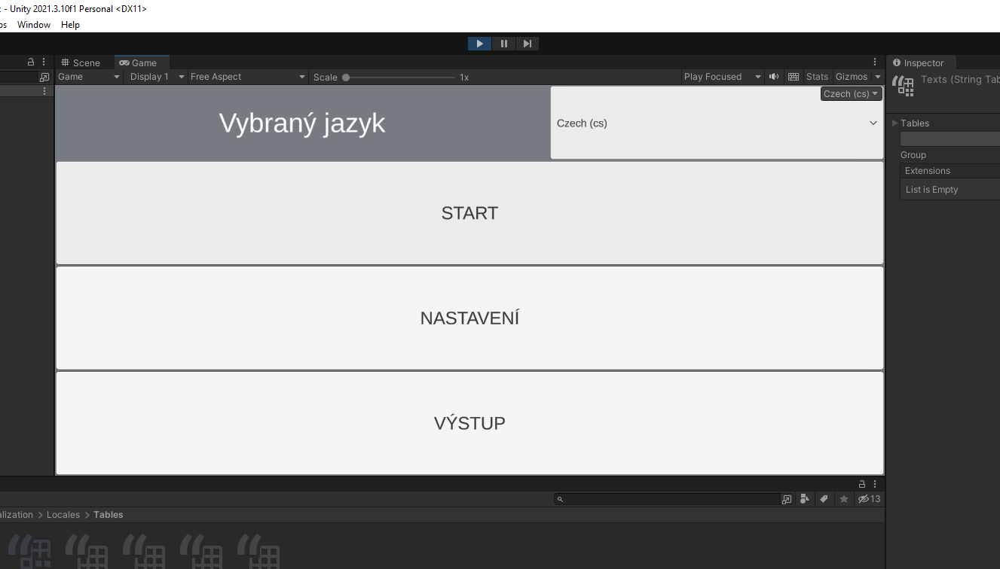 - Unity 2021.3.10f1 Personal <DX11>
Window Help
Scene Game
Game Display 1 Free Aspect Scale 1x Play Focused Stats Gizmos
Inspector
Texts (String Tab
Czech (cs)
Vybraný jazyk
Czech (cs)
Tables
Group
Extensions
List is Empty
START
NASTAVENÍ
VÝSTUP
13
alization > Locales > Tables